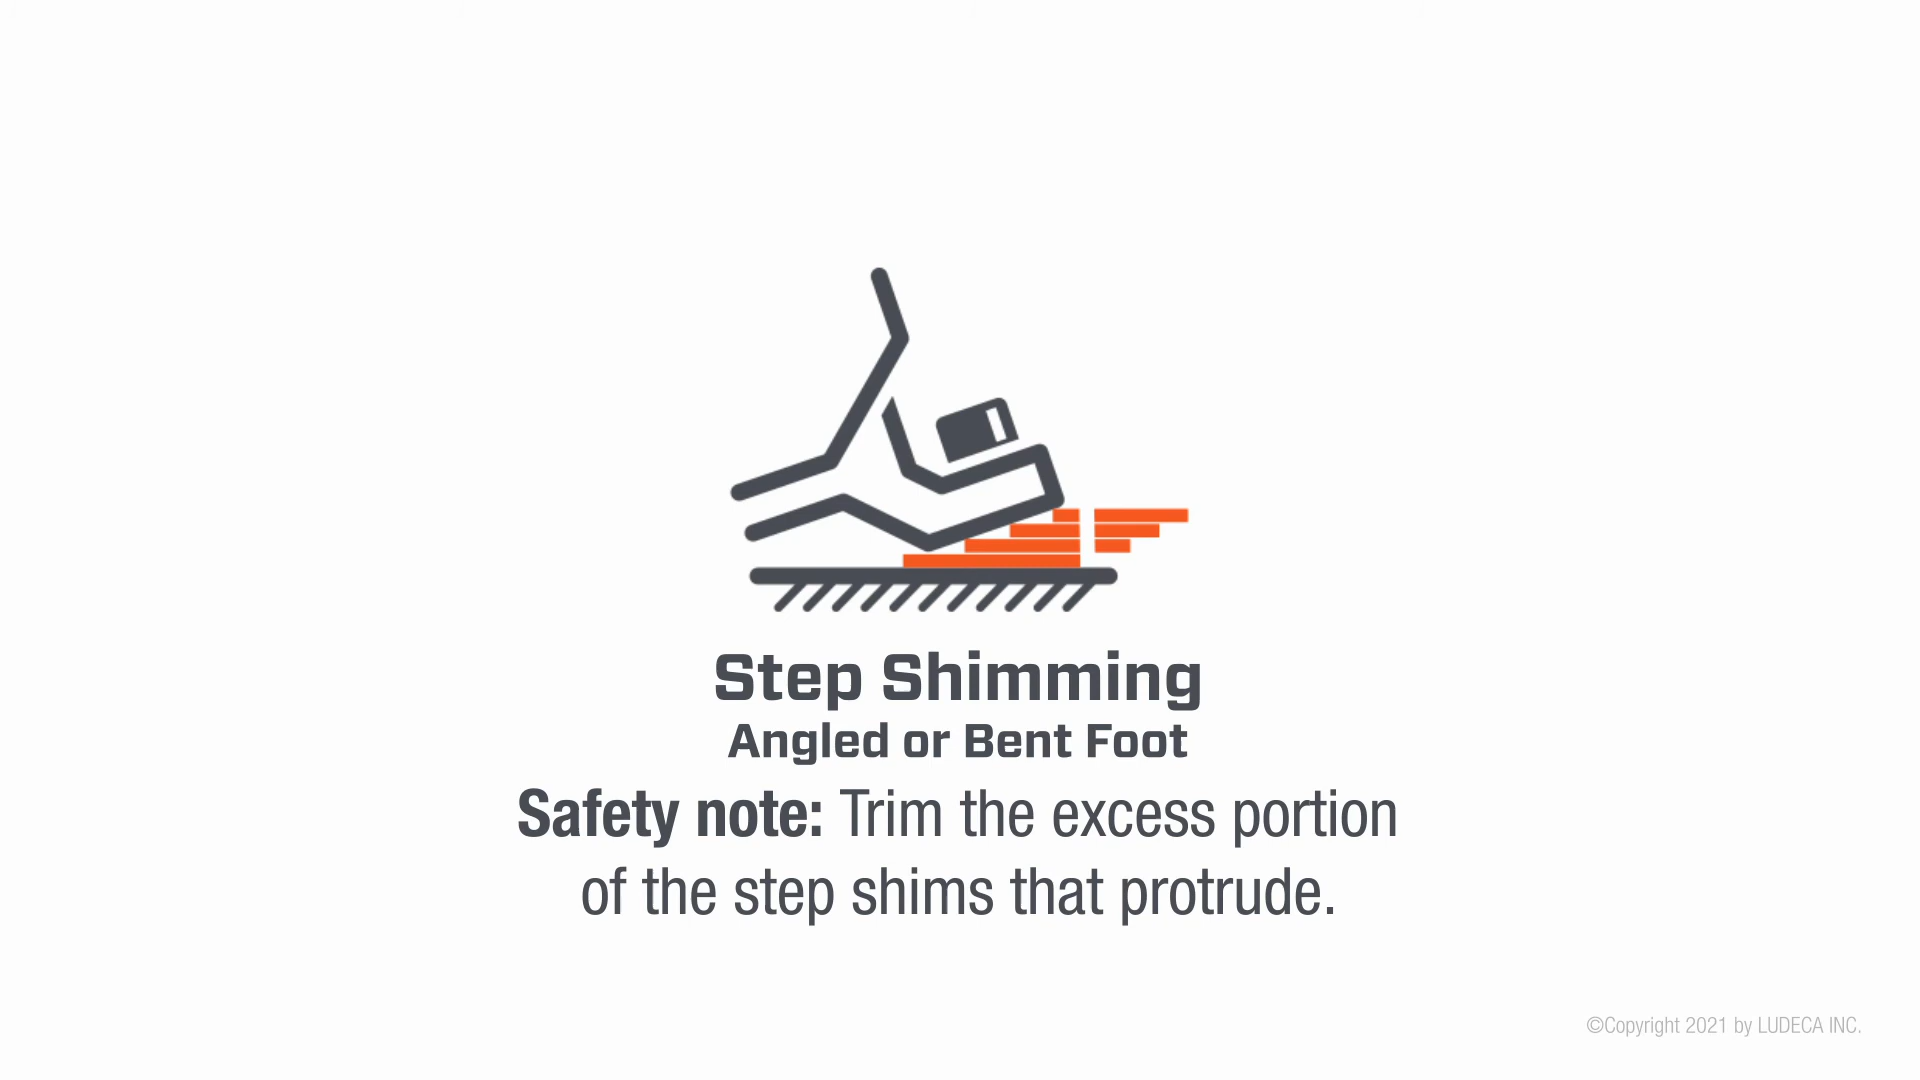 Step Shimming
Angled or Bent Foot
Safety note: Trim the excess portion
of the step shims that protrude.
©Copyright 2021 by LUDECA INC.